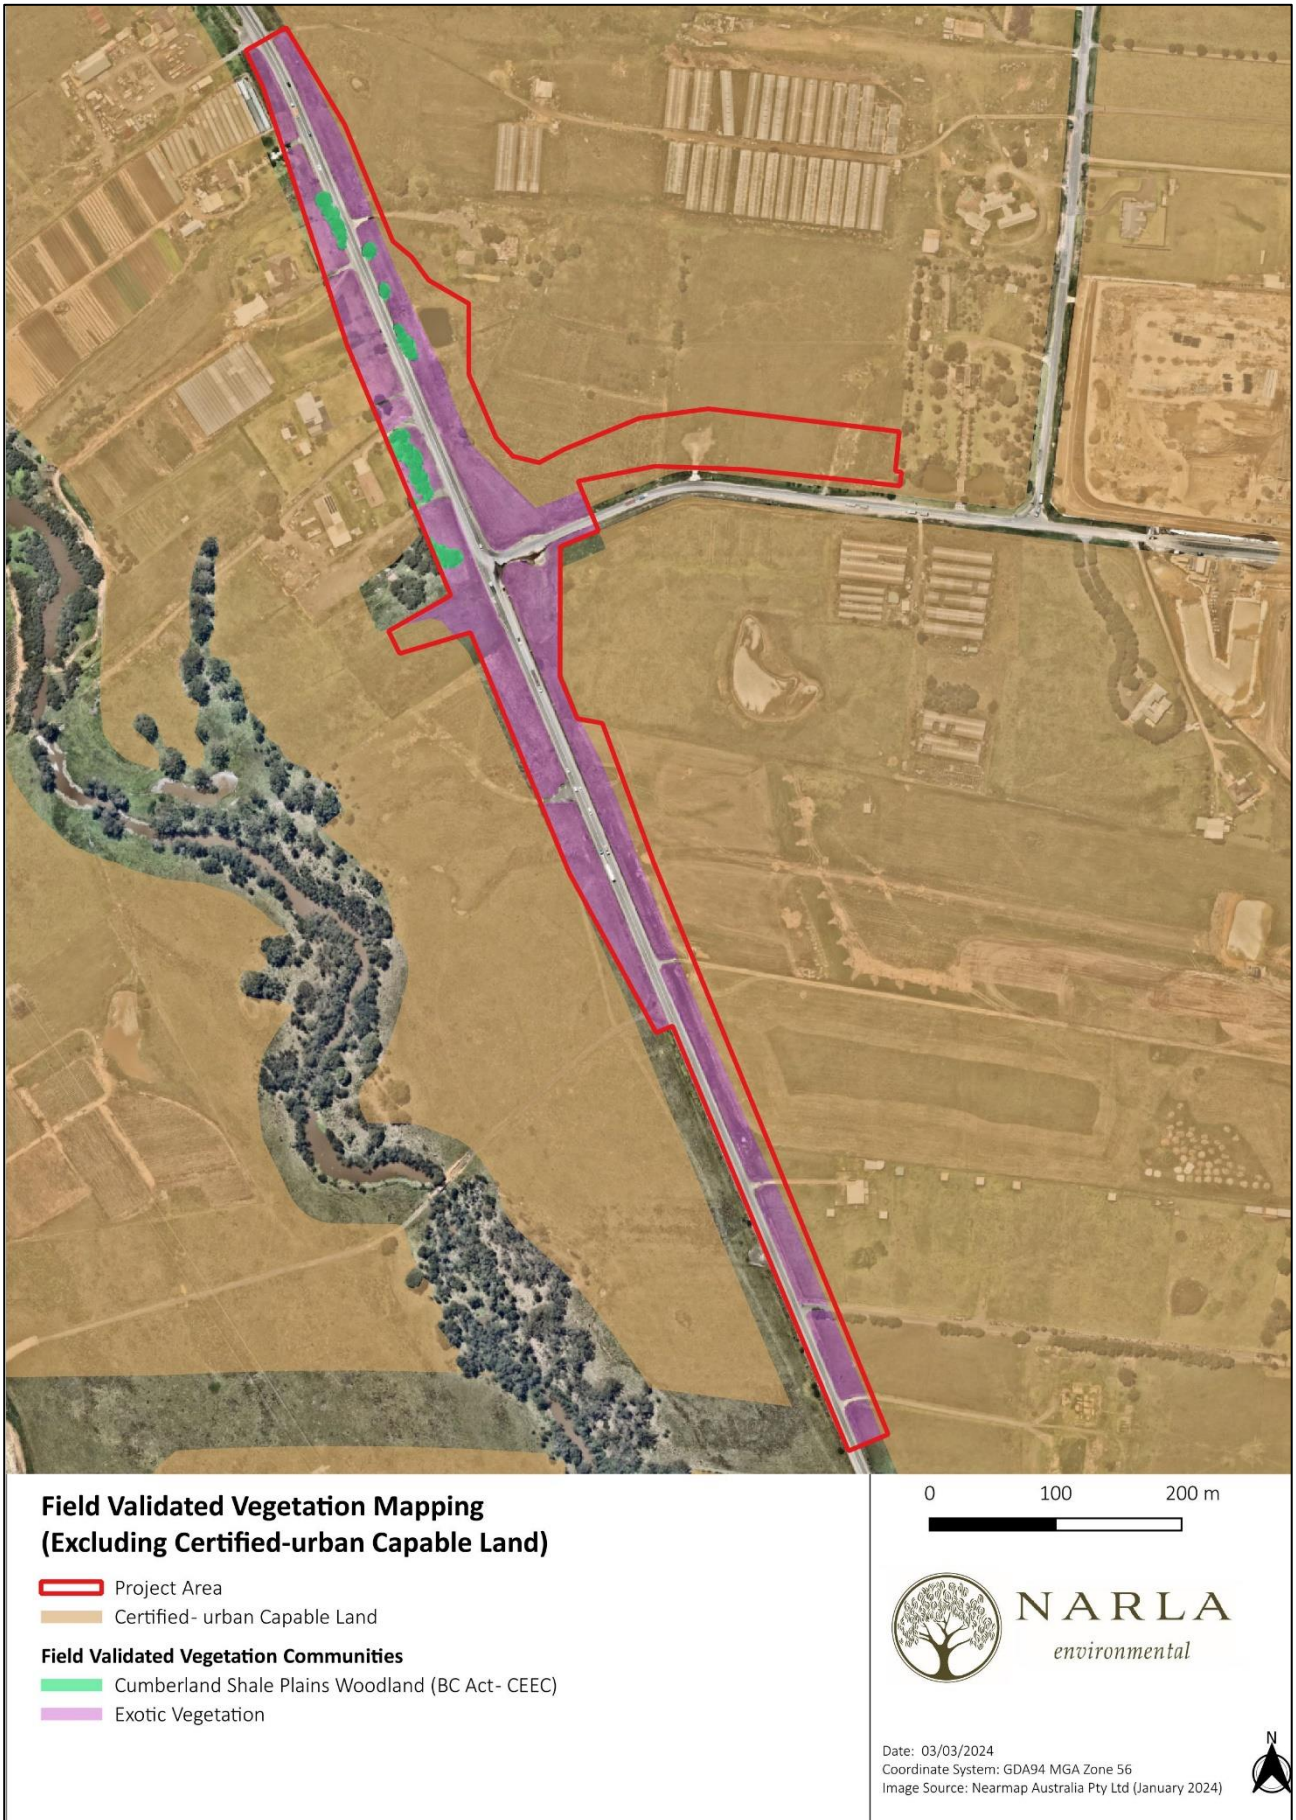 Field Validated Vegetation Mapping
(Excluding Certified-urban Capable Land)
Project Area
Certified- urban Capable Land
Field Validated Vegetation Communities
Cumberland Shale Plains Woodland (BC Act- CEEC)
Exotic Vegetation
0 100 200 m
NARLA
environmental
Date: 03/03/2024
Coordinate System: GDA94 MGA Zone 56
Image Source: Nearmap Australia Pty Ltd (January 2024)
N